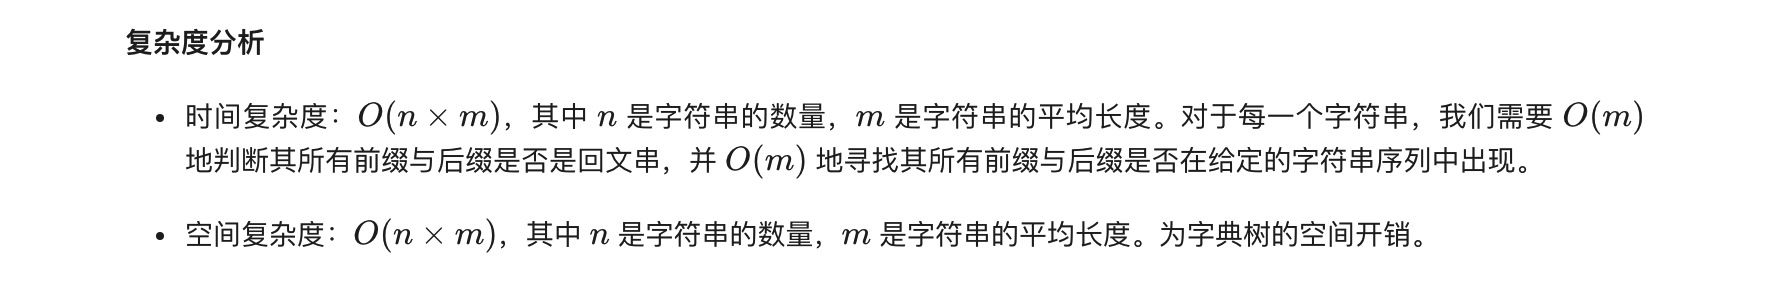 复杂度分析
• 时间复杂度：O(n × m)，其中 n 是字符串的数量，m 是字符串的平均长度。对于每一个字符串，我们需要 O(m)
地判断其所有前缀与后缀是否是回文串，并 O(m) 地寻找其所有前缀与后缀是否在给定的字符串序列中出现。
• 空间复杂度：O(n × m)，其中 n 是字符串的数量，m 是字符串的平均长度。为字典树的空间开销。